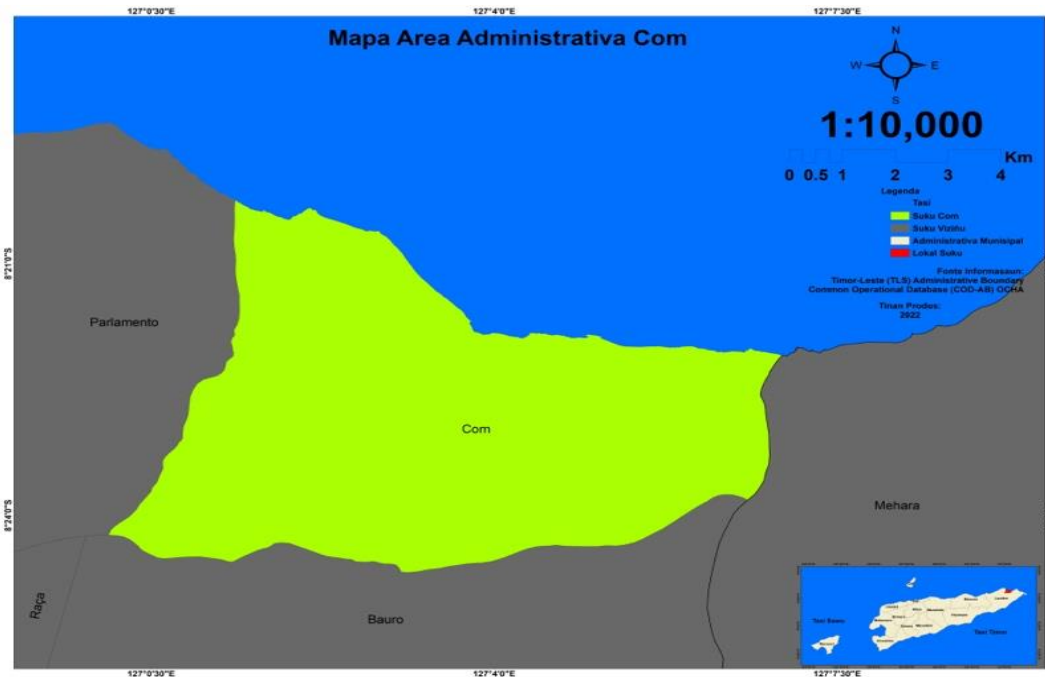 127°0'30"E 127°4'0"E 127°7'30"E
Mapa Area Administrativa Com
N
W E
S
1:10,000
Km
0 0.5 1 2 3 4
Legenda
Tasi
Suku Com
Suku Viziñu
Administrativa Munisipal
Lokal Suku
Fonts Informasaun:
Timor-Leste (TLS) Administrative Boundary
Common Operational Database (COD-AB) OCHA
Tinan Produs:
2022
8°21'0"S
Parlamento
Com
8°24'0"S
Mehara
Raça
Bauro
Tasi Sawu
Tasi Timor
127°0'30"E 127°4'0"E 127°7'30"E